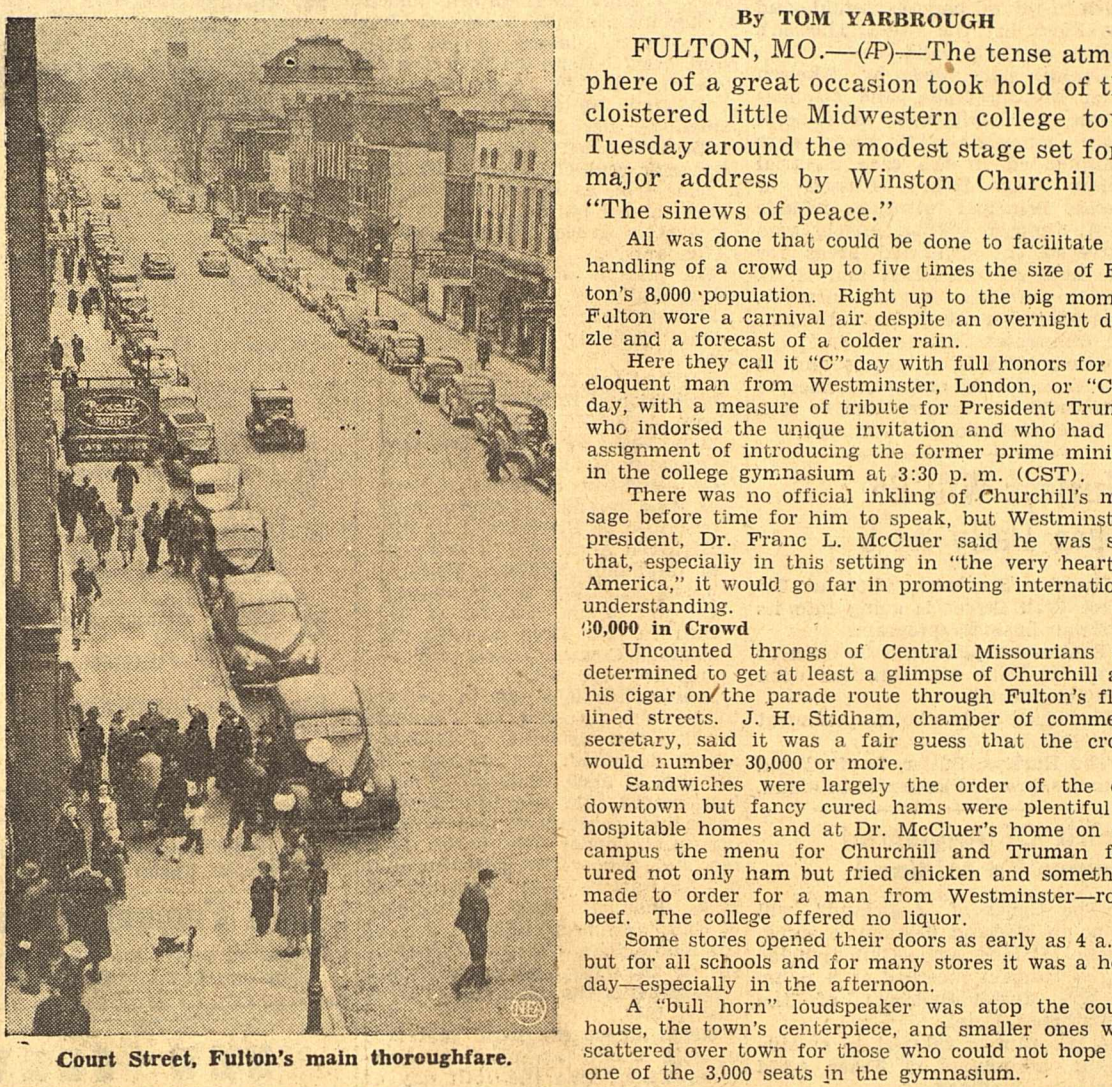 By TOM YARBROUGH
FULTON, MO.—(AP)—The tense atm
phere of a great occasion took hold of t
cloistered little Midwestern college to
Tuesday around the modest stage set for
major address by Winston Churchill
“The sinews of peace.”
All was done that could be done to facilitate
handling of a crowd up to five times the size of F
ton's 8,000 population. Right up to the big mom
Fulton wore a carnival air despite an overnight d
zle and a forecast of a colder rain.
Here they call it “C” day with full honors for
eloquent man from Westminster, London, or “C
day, with a measure of tribute for President Trum
who indorsed the unique invitation and who had
assignment of introducing the former prime mini
in the college gymnasium at 3:30 p. m. (CST).
There was no official inkling of Churchill's m
sage before time for him to speak, but Westminst
president, Dr. Franc L. McCluer said he was s
that, especially in this setting in “the very heart
America,” it would go far in promoting internatio
understanding.
30,000 in Crowd
Uncounted throngs of Central Missourians
determined to get at least a glimpse of Churchill a
his cigar on the parade route through Fulton's fl
lined streets. J. H. Stidham, chamber of comme
secretary, said it was a fair guess that the cro
would number 30,000 or more.
Sandwiches were largely the order of the
downtown but fancy cured hams were plentiful
hospitable homes and at Dr. McCluer's home on
campus the menu for Churchill and Truman f
tured not only ham but fried chicken and someth
made to order for a man from Westminster—ro
beef. The college offered no liquor.
Some stores opened their doors as early as 4 a.
but for all schools and for many stores it was a h
day—especially in the afternoon.
A “bull horn” loudspeaker was atop the cou
house, the town's centerpiece, and smaller ones w
scattered over town for those who could not hope
one of the 3,000 seats in the gymnasium.
Rexall
DRUGS
NEA
Court Street, Fulton's main thoroughfare.